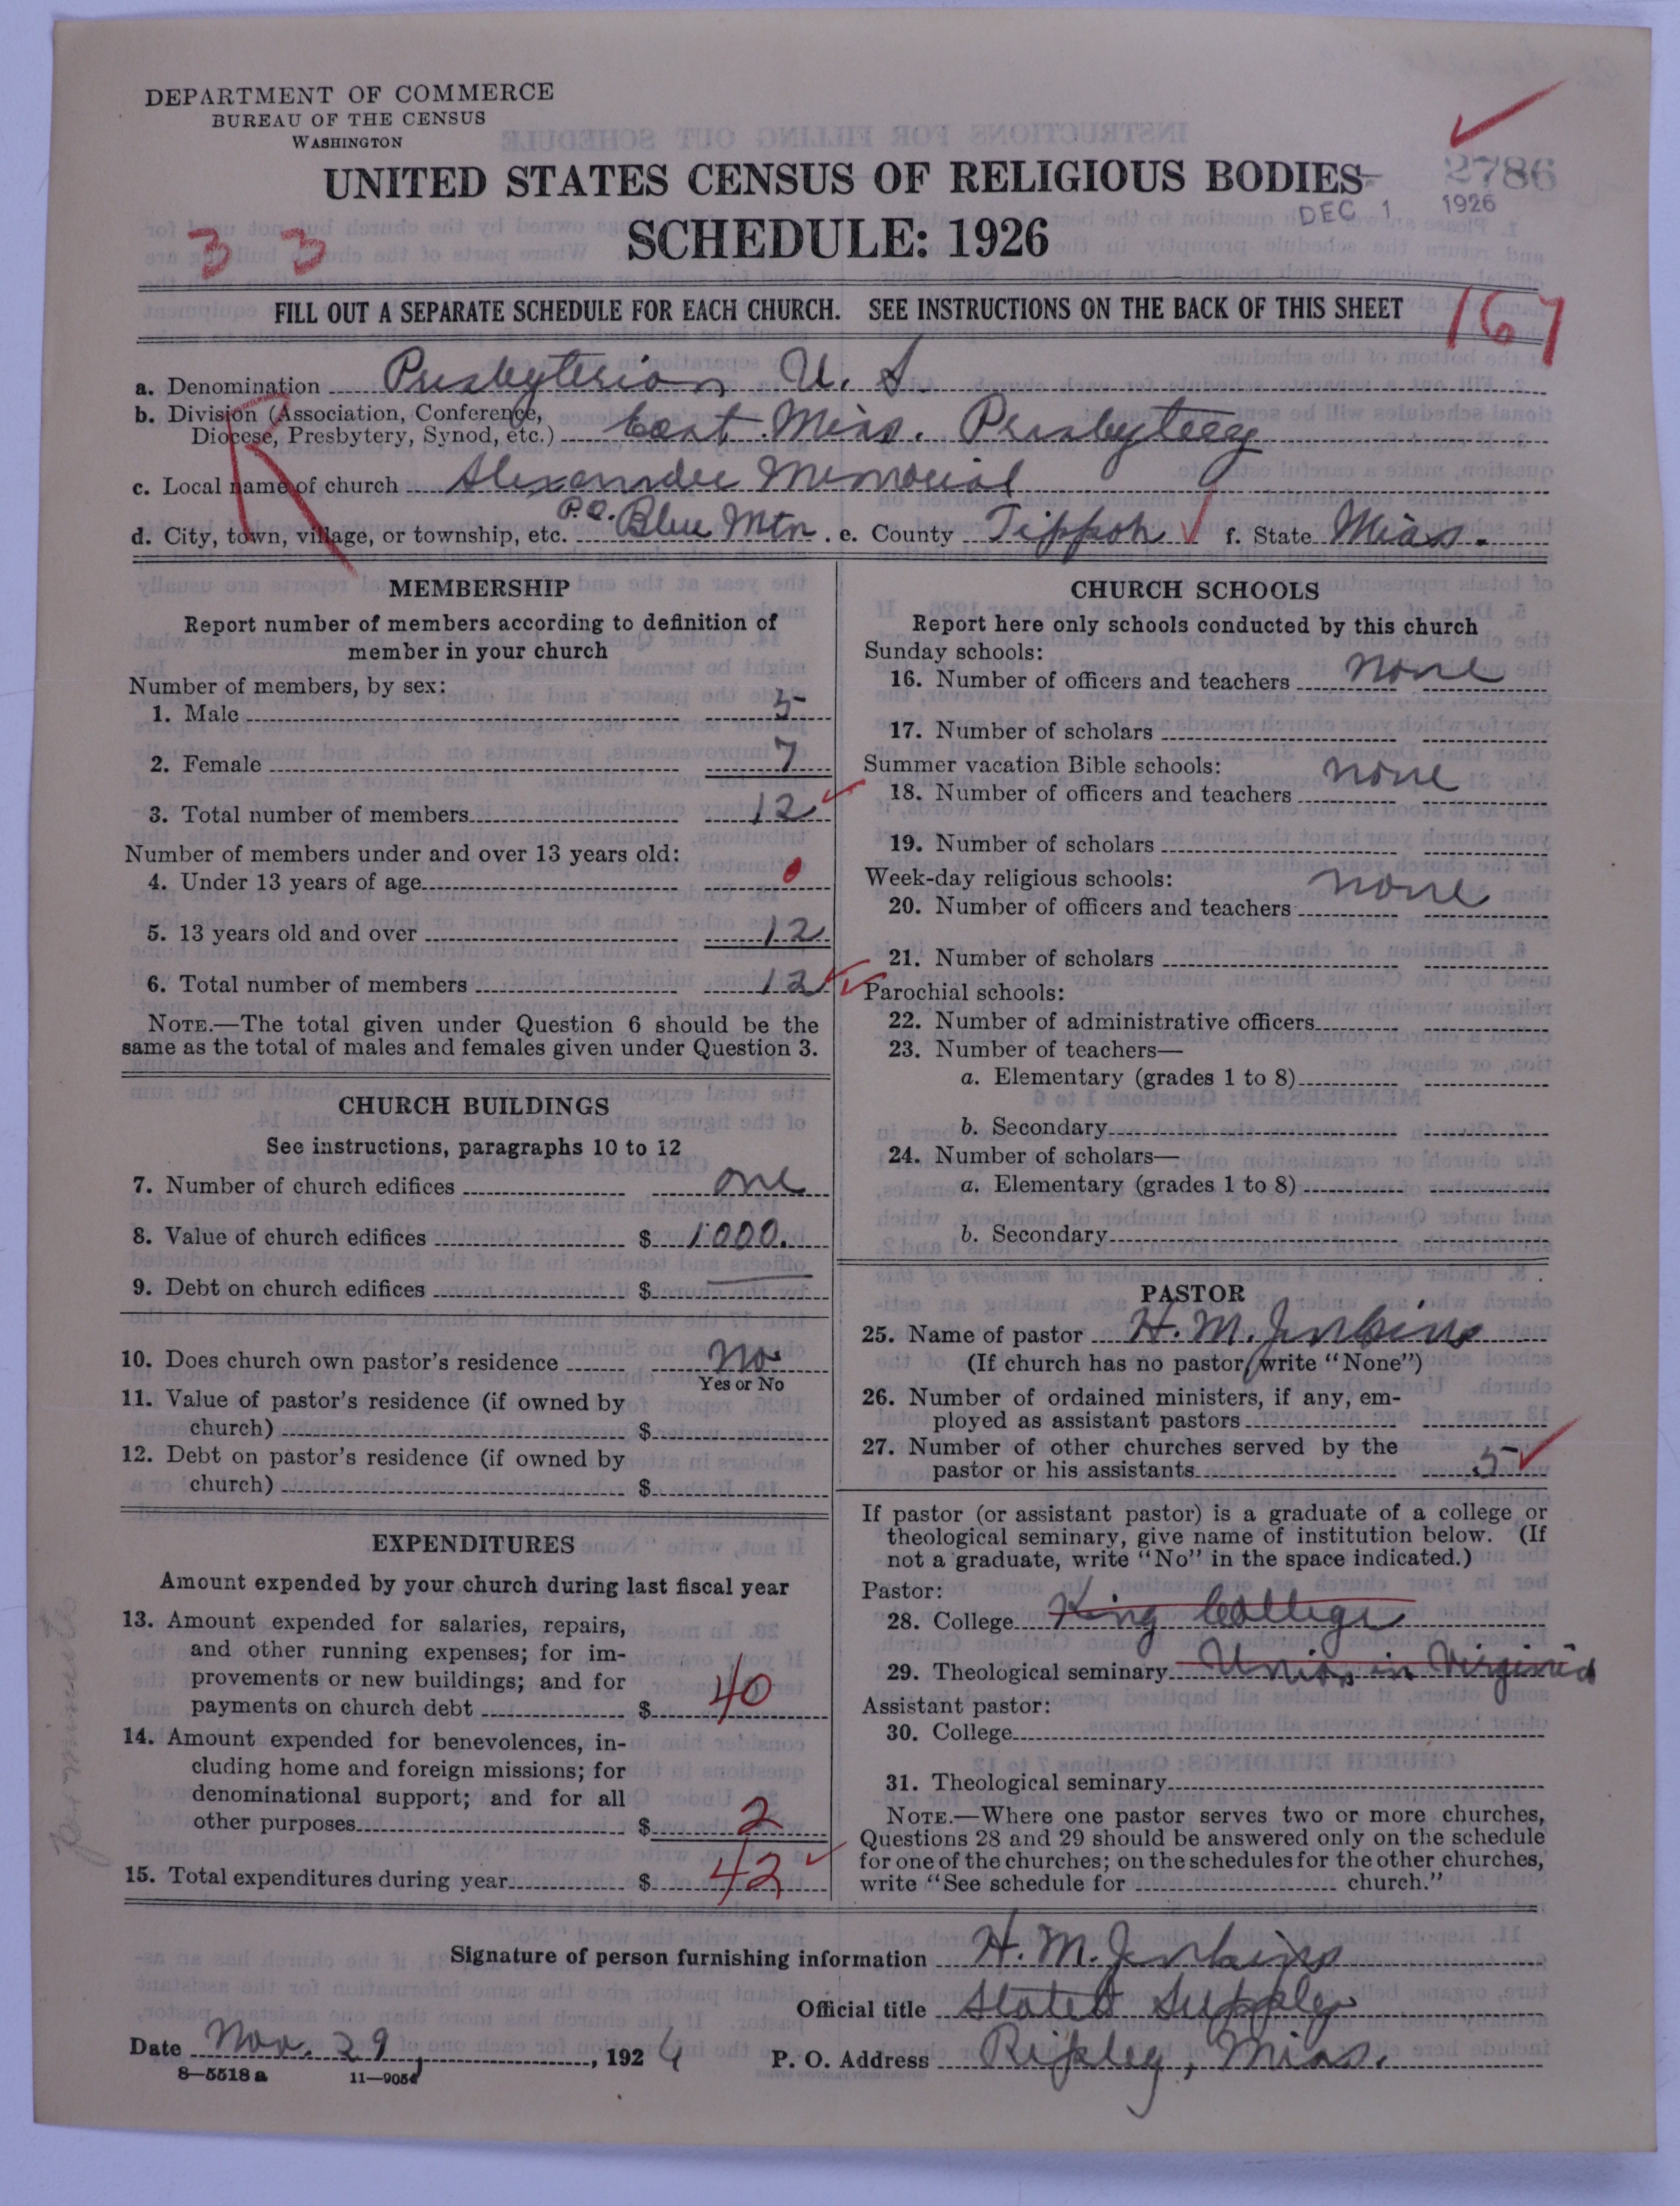 DEPARTMENT OF COMMERCE
BUREAU OF THE CENSUS
WASHINGTON
UNITED STATES CENSUS OF RELIGIOUS BODIES
SCHEDULE: 1926
2786
DEC 1 1926
3 3
FILL OUT A SEPARATE SCHEDULE FOR EACH CHURCH. SEE INSTRUCTIONS ON THE BACK OF THIS SHEET
167
a. Denomination Presbyterian U. S.
b. Division (Association, Conference,
Diocese, Presbytery, Synod, etc.) East Miss. Presbytery
R
c. Local name of church Alexander Memorial
d. City, town, village, or township, etc. P.O. Blue Mtn. e. County Tippah f. State Miss.
MEMBERSHIP
Report number of members according to definition of
member in your church
Number of members, by sex:
1. Male 5
2. Female 7
3. Total number of members 12
Number of members under and over 13 years old:
4. Under 13 years of age 0
5. 13 years old and over 12
6. Total number of members 12
NOTE.—The total given under Question 6 should be the
same as the total of males and females given under Question 3.
CHURCH BUILDINGS
See instructions, paragraphs 10 to 12
7. Number of church edifices one
8. Value of church edifices $ 1000.
9. Debt on church edifices $ —
10. Does church own pastor's residence No
Yes or No
11. Value of pastor's residence (if owned by
church) $
12. Debt on pastor's residence (if owned by
church) $
EXPENDITURES
Amount expended by your church during last fiscal year
13. Amount expended for salaries, repairs,
and other running expenses; for im-
provements or new buildings; and for
payments on church debt $ 40
14. Amount expended for benevolences, in-
cluding home and foreign missions; for
denominational support; and for all
other purposes $ 2
15. Total expenditures during year $ 42
per minutes
CHURCH SCHOOLS
Report here only schools conducted by this church
Sunday schools:
16. Number of officers and teachers none
17. Number of scholars
Summer vacation Bible schools:
18. Number of officers and teachers none
19. Number of scholars
Week-day religious schools:
20. Number of officers and teachers none
21. Number of scholars
Parochial schools:
22. Number of administrative officers
23. Number of teachers—
a. Elementary (grades 1 to 8)
b. Secondary
24. Number of scholars—
a. Elementary (grades 1 to 8)
b. Secondary
PASTOR
25. Name of pastor H. M. Jenkins
(If church has no pastor, write "None")
26. Number of ordained ministers, if any, em-
ployed as assistant pastors
27. Number of other churches served by the
pastor or his assistants 5
If pastor (or assistant pastor) is a graduate of a college or
theological seminary, give name of institution below. (If
not a graduate, write "No" in the space indicated.)
Pastor:
28. College King College
29. Theological seminary Union in Virginia
Assistant pastor:
30. College
31. Theological seminary
NOTE.—Where one pastor serves two or more churches,
Questions 28 and 29 should be answered only on the schedule
for one of the churches; on the schedules for the other churches,
write "See schedule for church."
Signature of person furnishing information H. M. Jenkins
Official title Stated Supply
Date Nov. 29, 1926 P. O. Address Ripley, Miss.
8—5518 a 11—9054